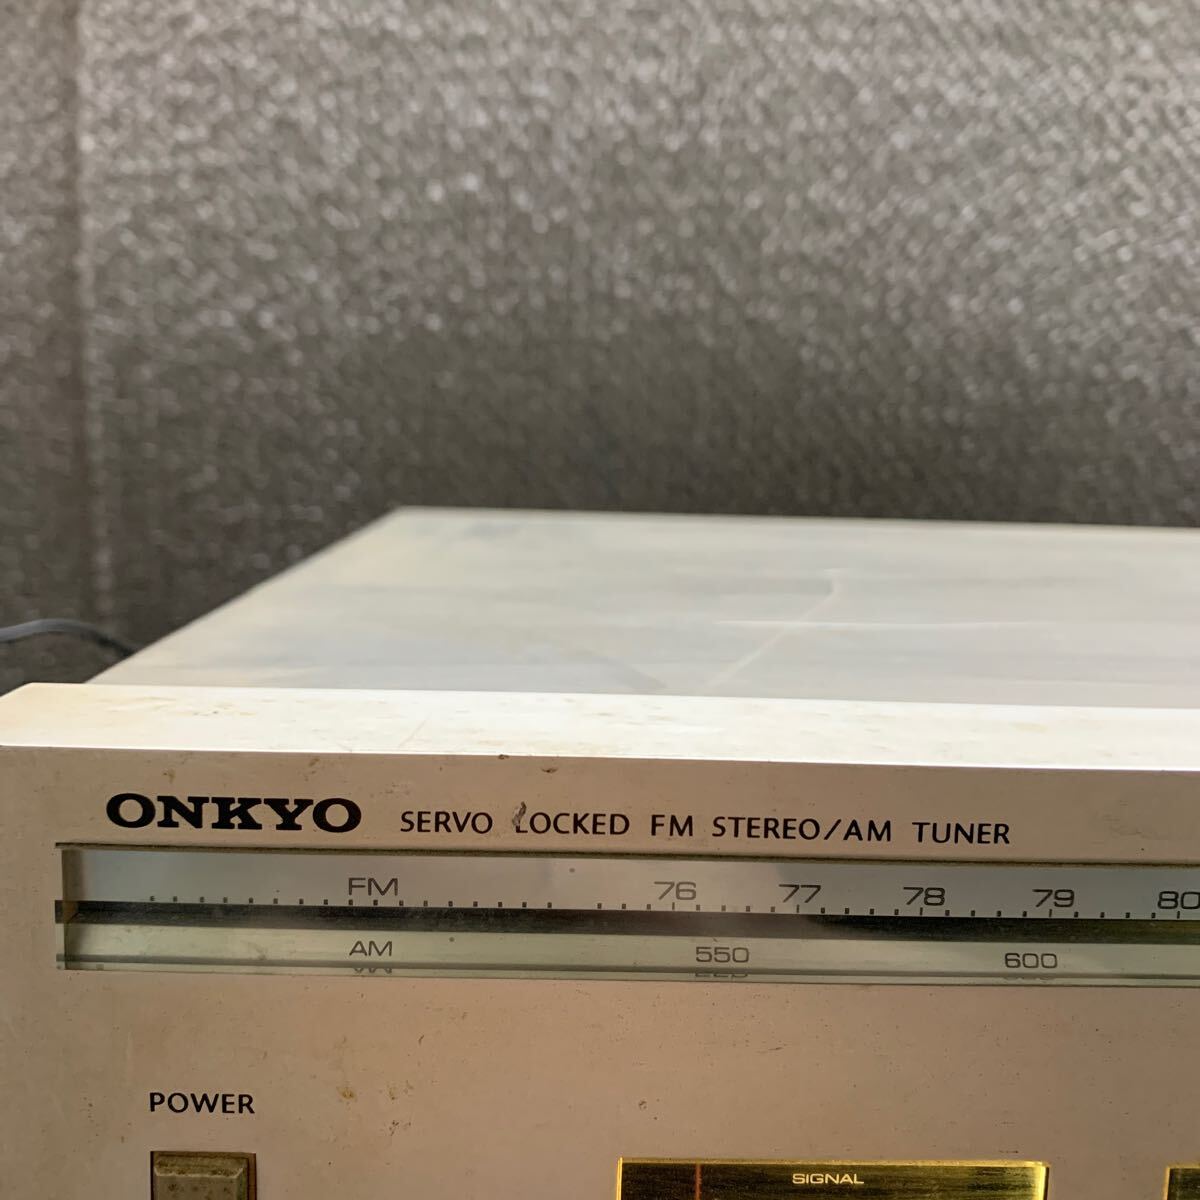 ONKYO SERVO LOCKED FM STEREO/AM TUNER
FM 76 77 78 79 80
AM 550 600
POWER
SIGNAL